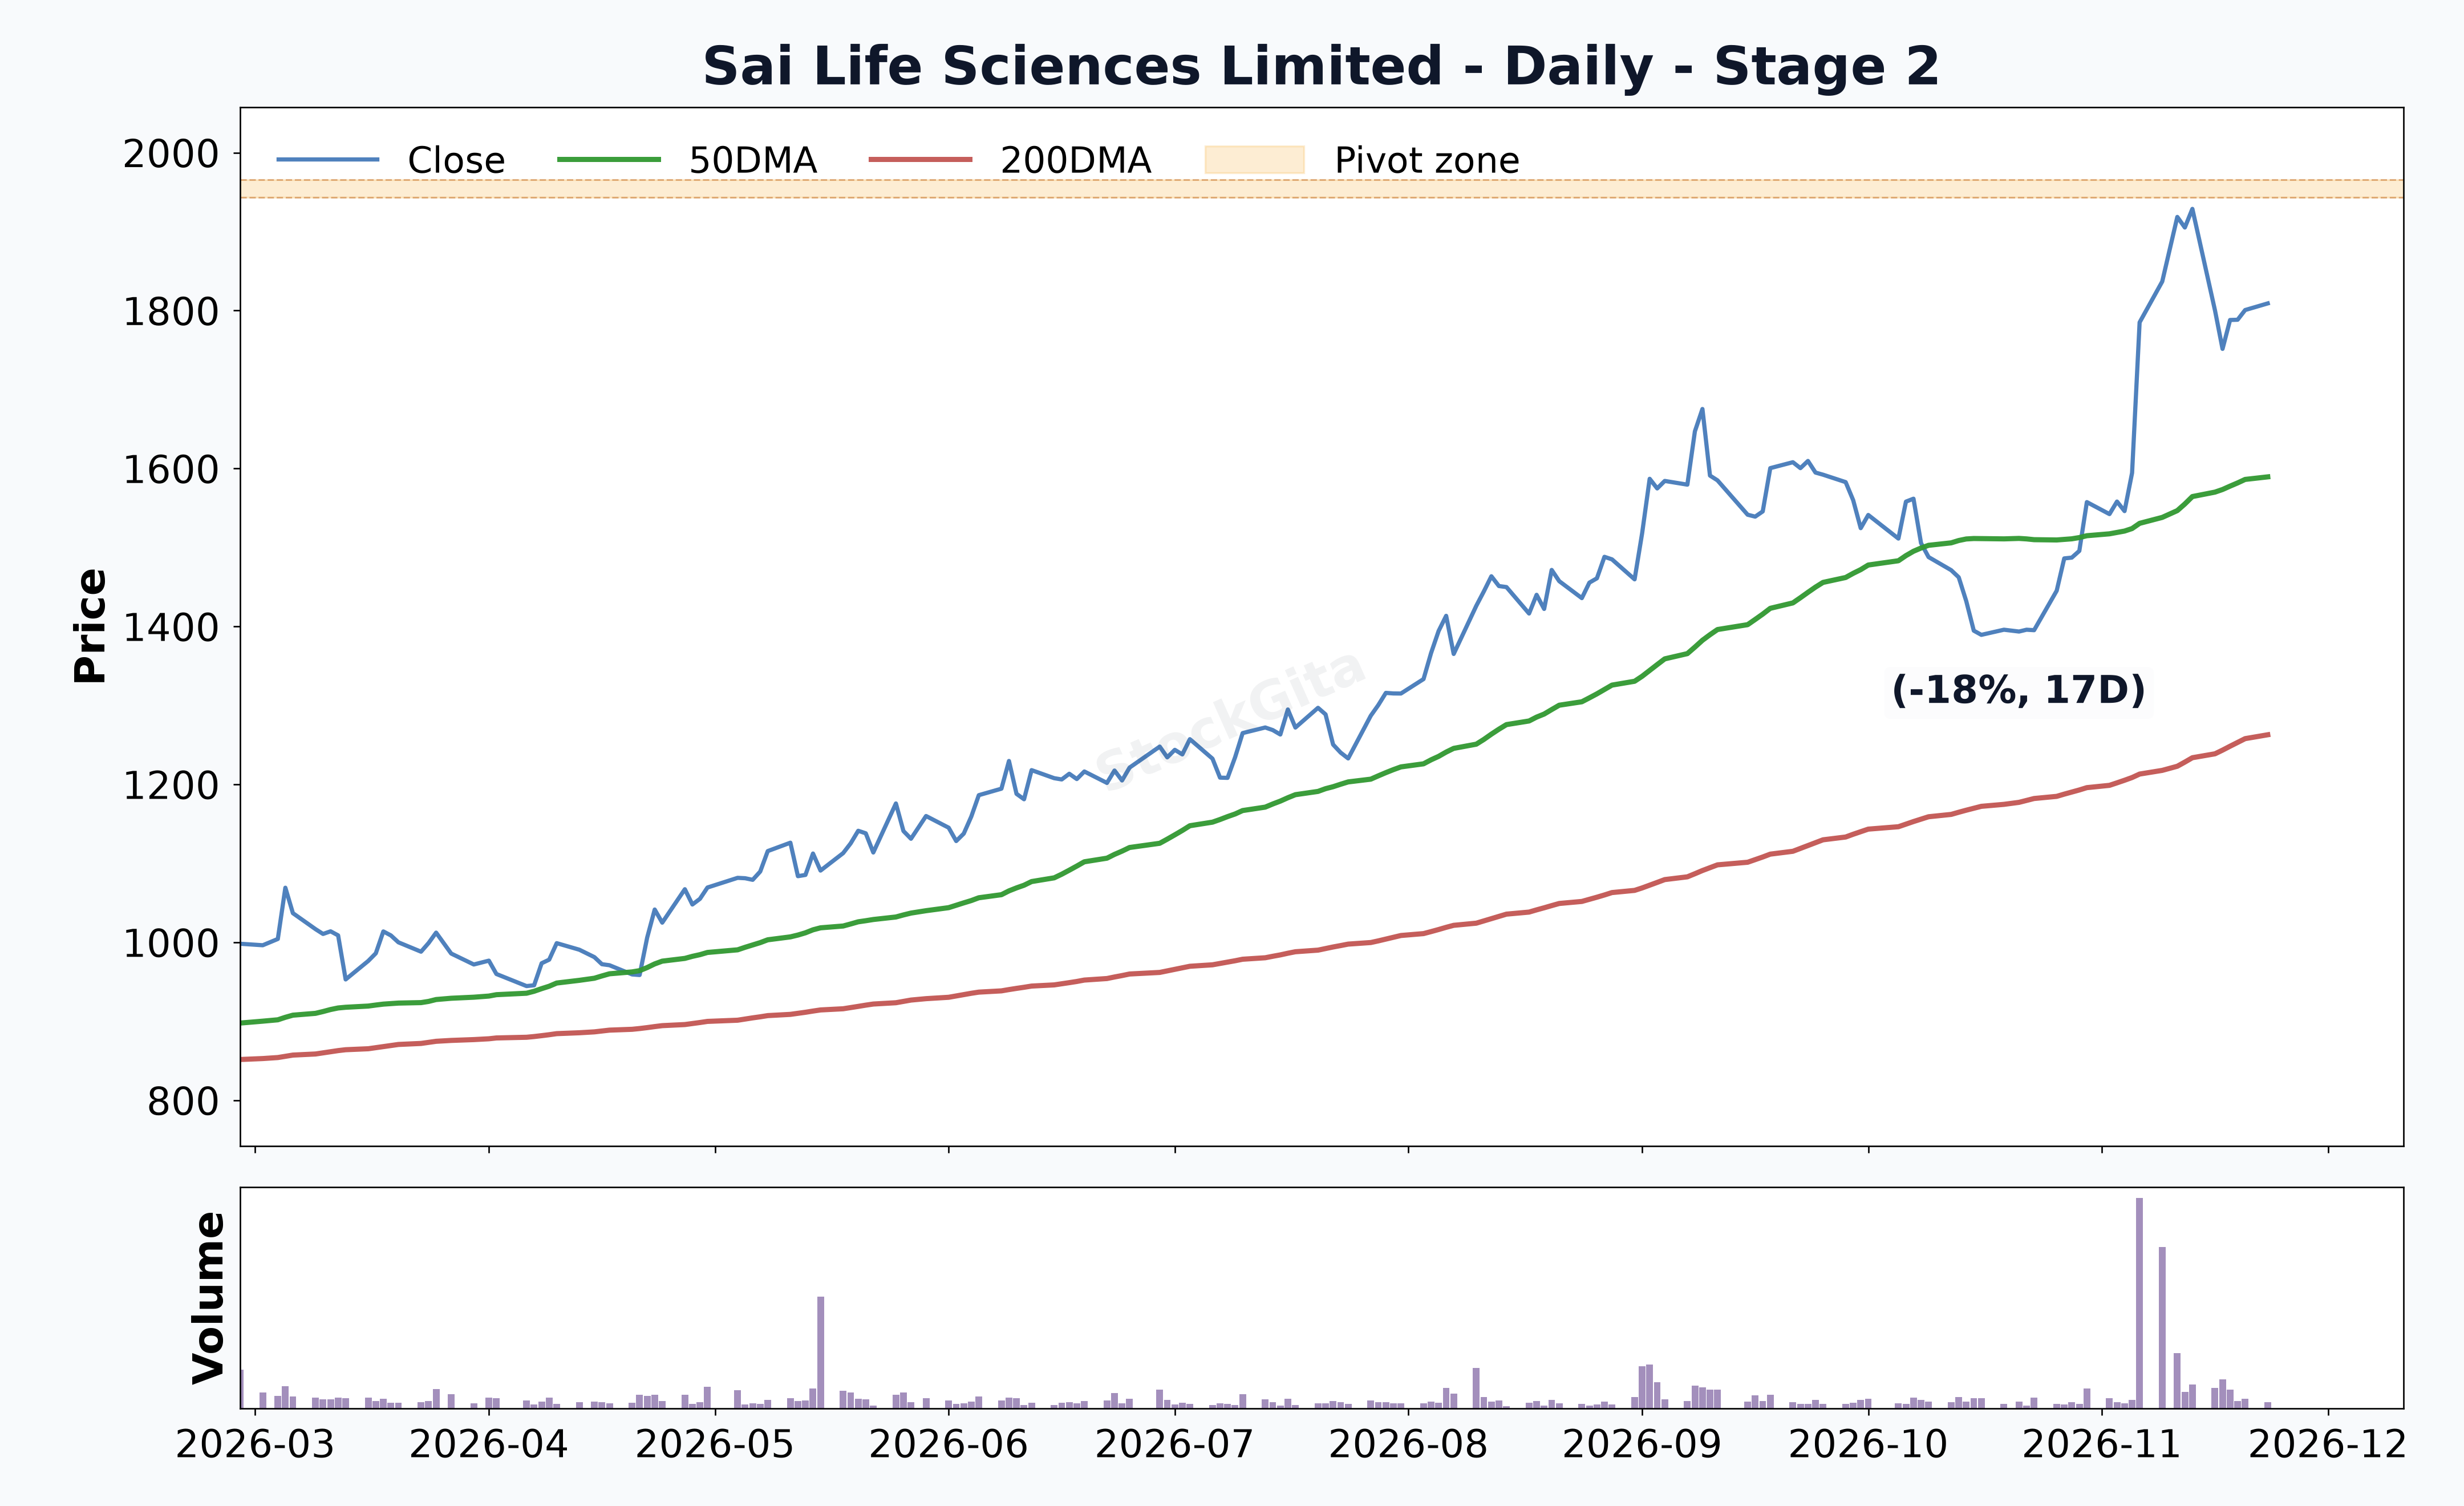 Sai Life Sciences Limited - Daily - Stage 2
Close 50DMA 200DMA Pivot zone
2000
1800
1600
1400
1200
1000
800
Price
StockGita
(-18%, 17D)
Volume
2026-03 2026-04 2026-05 2026-06 2026-07 2026-08 2026-09 2026-10 2026-11 2026-12